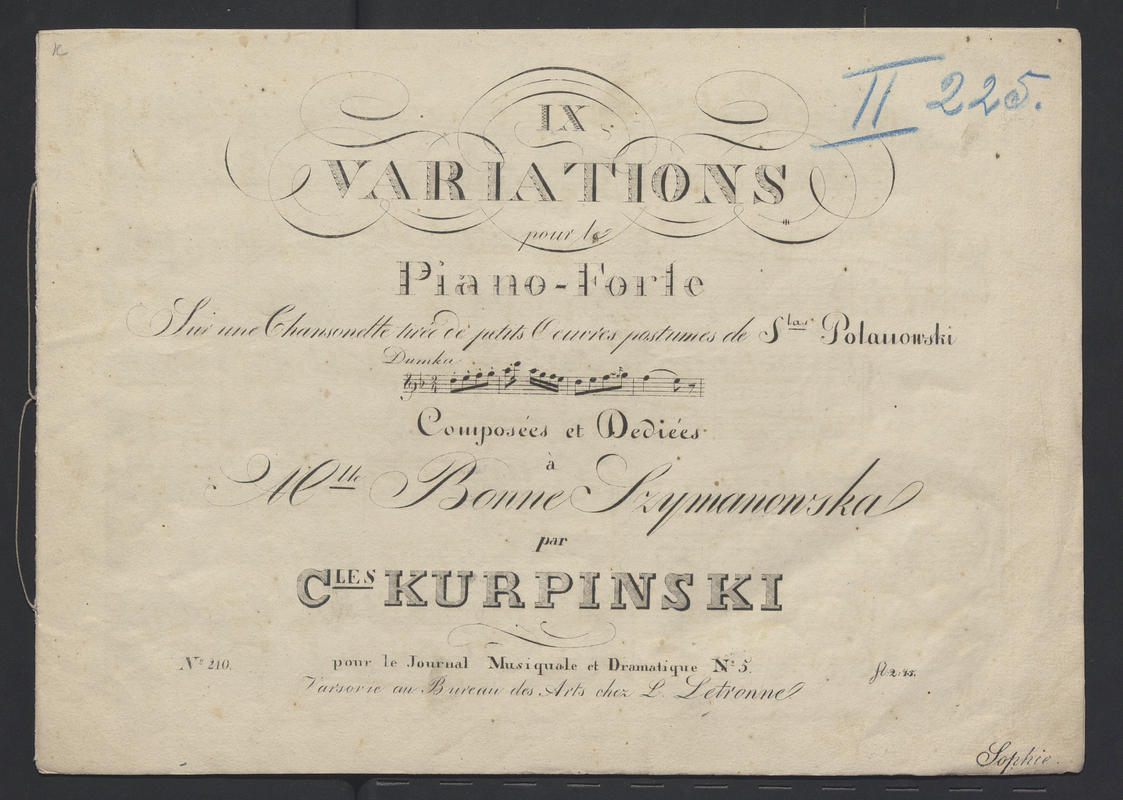 K
II 225.
IX
VARIATIONS
pour le
Piano-Forte
Sur une Chansonette tirée de petits Oeuvres postumes de Slas Polanowski
Dumka
Composées et Dediées
à
Mlle Bonne Szymanowska
par
Cles KURPINSKI
No 210.
pour le Journal Musiquale et Dramatique No 5.
fl 2:15.
Varsovie au Bureau des Arts chez L. Letronne
Sophie.